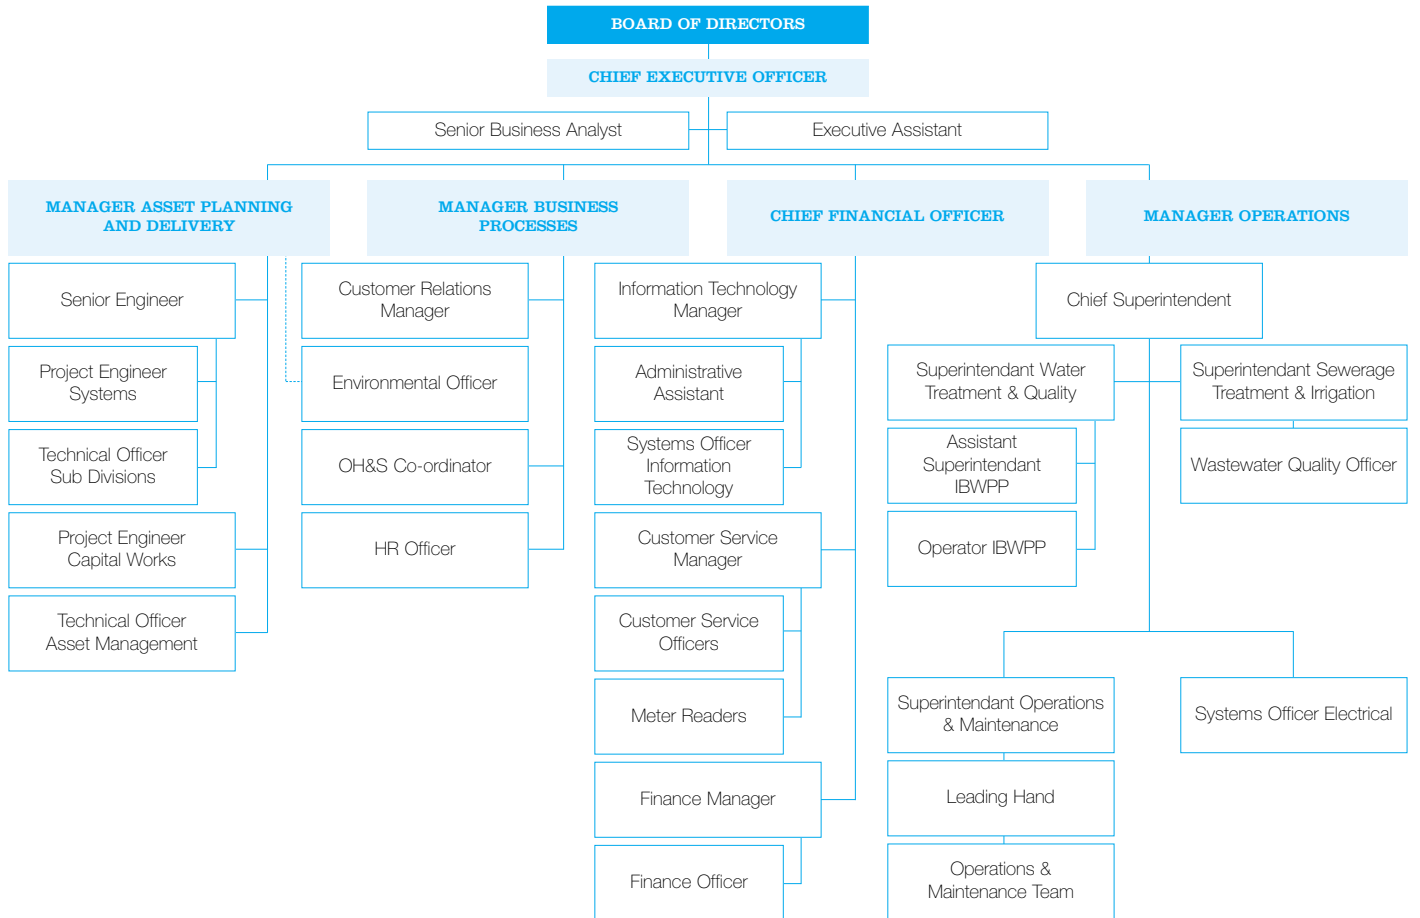 BOARD OF DIRECTORS
CHIEF EXECUTIVE OFFICER
Senior Business Analyst
Executive Assistant
MANAGER ASSET PLANNING
AND DELIVERY
MANAGER BUSINESS
PROCESSES
CHIEF FINANCIAL OFFICER
MANAGER OPERATIONS
Senior Engineer
Project Engineer
Systems
Technical Officer
Sub Divisions
Project Engineer
Capital Works
Technical Officer
Asset Management
Customer Relations
Manager
Environmental Officer
OH&S Co-ordinator
HR Officer
Information Technology
Manager
Administrative
Assistant
Systems Officer
Information
Technology
Customer Service
Manager
Customer Service
Officers
Meter Readers
Finance Manager
Finance Officer
Chief Superintendent
Superintendant Water
Treatment & Quality
Assistant
Superintendant
IBWPP
Operator IBWPP
Superintendant Sewerage
Treatment & Irrigation
Wastewater Quality Officer
Superintendant Operations
& Maintenance
Leading Hand
Operations &
Maintenance Team
Systems Officer Electrical